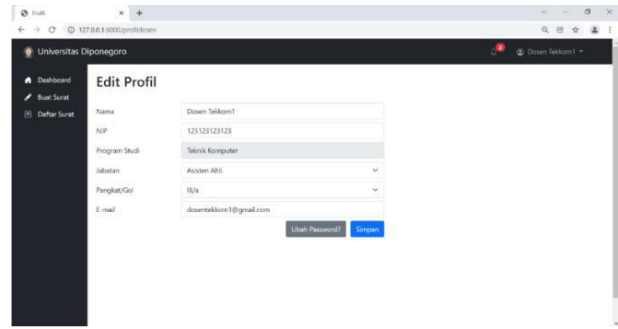 Profil
127.0.0.1:8000/profildosen
Universitas Diponegoro
2
Dosen Tekkom1
Dashboard
Buat Surat
Daftar Surat
Edit Profil
Nama Dosen Tekkom1
NIP 123123123123
Program Studi Teknik Komputer
Jabatan Asisten Ahli
Pangkat/Gol III/a
E-mail dosentekkom1@gmail.com
Ubah Password? Simpan